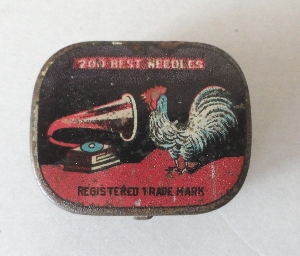 200 BEST NEEDLES
REGISTERED TRADE MARK